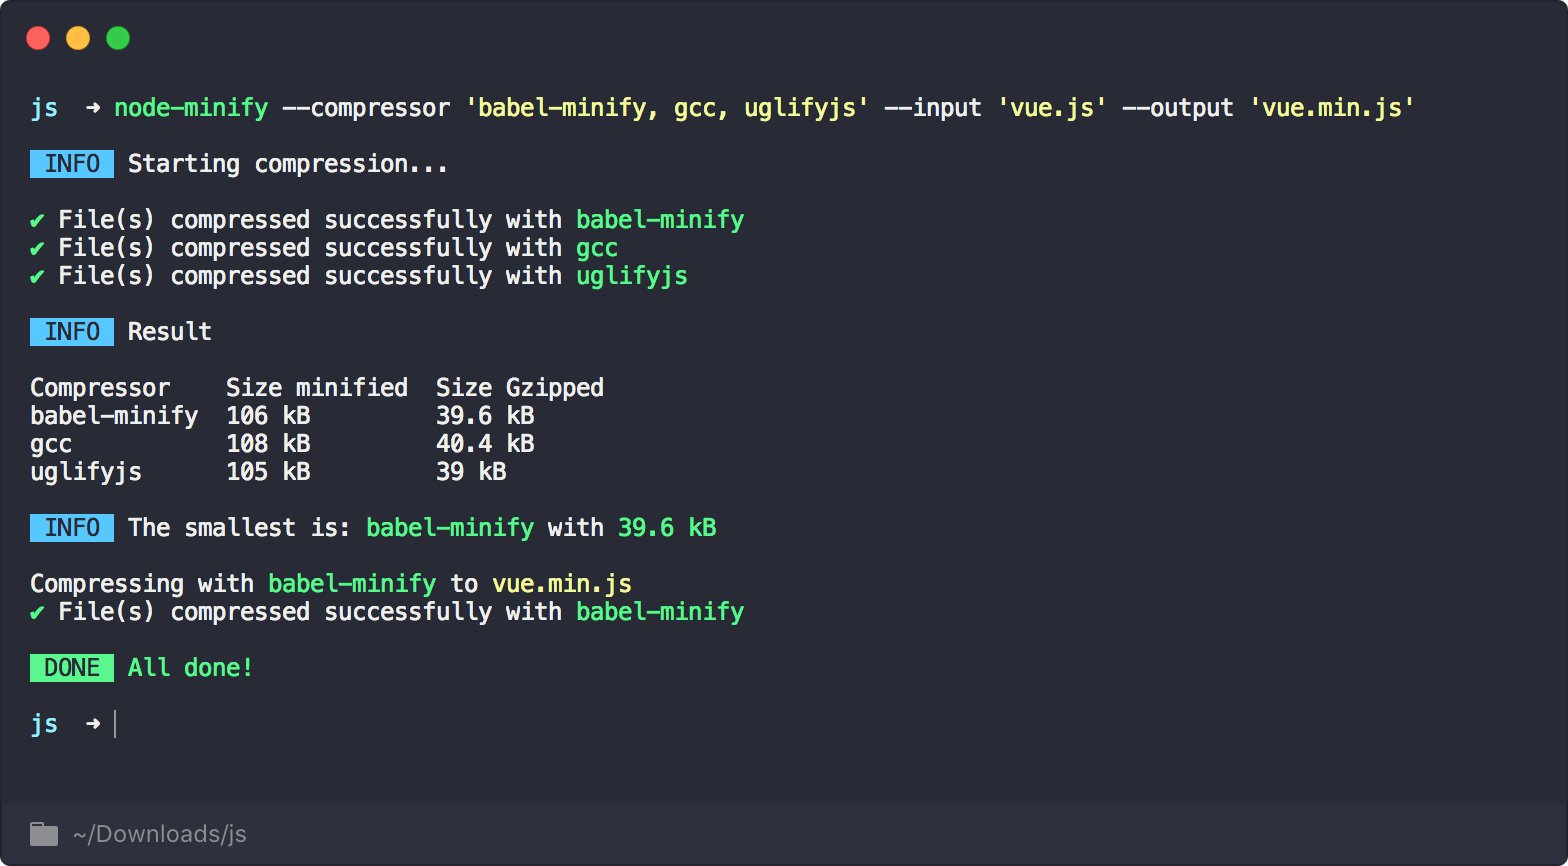 js ➜ node-minify --compressor 'babel-minify, gcc, uglifyjs' --input 'vue.js' --output 'vue.min.js'
INFO Starting compression...
✔ File(s) compressed successfully with babel-minify
✔ File(s) compressed successfully with gcc
✔ File(s) compressed successfully with uglifyjs
INFO Result
Compressor Size minified Size Gzipped
babel-minify 106 kB 39.6 kB
gcc 108 kB 40.4 kB
uglifyjs 105 kB 39 kB
INFO The smallest is: babel-minify with 39.6 kB
Compressing with babel-minify to vue.min.js
✔ File(s) compressed successfully with babel-minify
DONE All done!
js ➜
~/Downloads/js